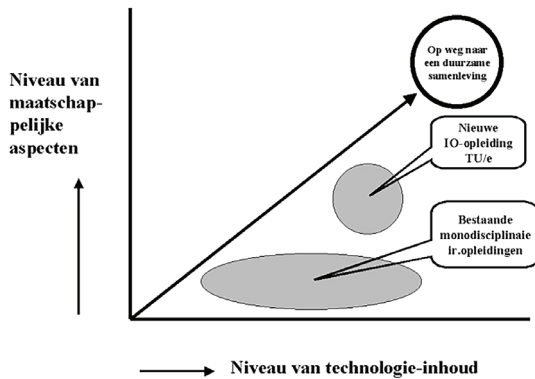 Niveau van
maatschap-
pelijke
aspecten
Op weg naar
een duurzame
samenleving
Nieuwe
IO-opleiding
TU/e
Bestaande
monodisciplinaie
ir.opleidingen
Niveau van technologie-inhoud